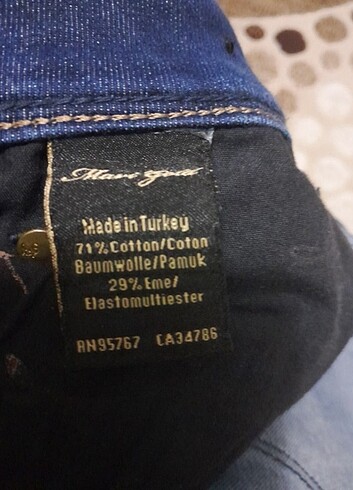 Made in Turkey
71% Cotton/Coton
Baumwolle/Pamuk
29% Eme/
Elastomultiester
RN95767 CA34786